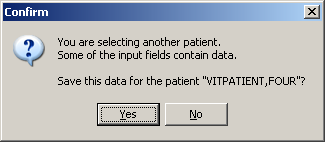 Confirm
You are selecting another patient.
Some of the input fields contain data.
Save this data for the patient "VITPATIENT,FOUR"?
Yes
No